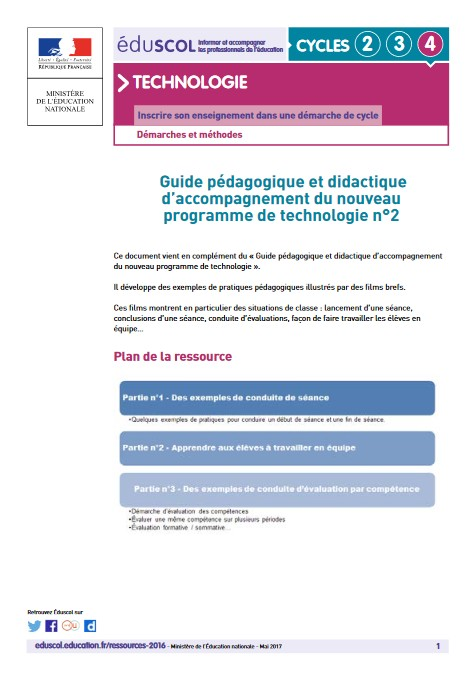 Liberté • Égalité • Fraternité
RÉPUBLIQUE FRANÇAISE
MINISTÈRE
DE L'ÉDUCATION
NATIONALE
éduSCOL
Informer et accompagner
les professionnels de l'éducation
CYCLES 2 3 4
TECHNOLOGIE
Inscrire son enseignement dans une démarche de cycle
Démarches et méthodes
Guide pédagogique et didactique
d'accompagnement du nouveau
programme de technologie n°2
Ce document vient en complément du « Guide pédagogique et didactique d'accompagnement
du nouveau programme de technologie ».
Il développe des exemples de pratiques pédagogiques illustrés par des films brefs.
Ces films montrent en particulier des situations de classe : lancement d'une séance,
conclusions d'une séance, conduite d'évaluations, façon de faire travailler les élèves en
équipe...
Plan de la ressource
Partie n°1 - Des exemples de conduite de séance
•Quelques exemples de pratiques pour conduire un début de séance et une fin de séance.
Partie n°2 - Apprendre aux élèves à travailler en équipe
Partie n°3 - Des exemples de conduite d'évaluation par compétence
•Démarche d'évaluation des compétences
•Évaluer une même compétence sur plusieurs périodes
•Évaluation formative / sommative...
Retrouvez Éduscol sur
eduscol.education.fr/ressources-2016 - Ministère de l'Éducation nationale - Mai 2017
1